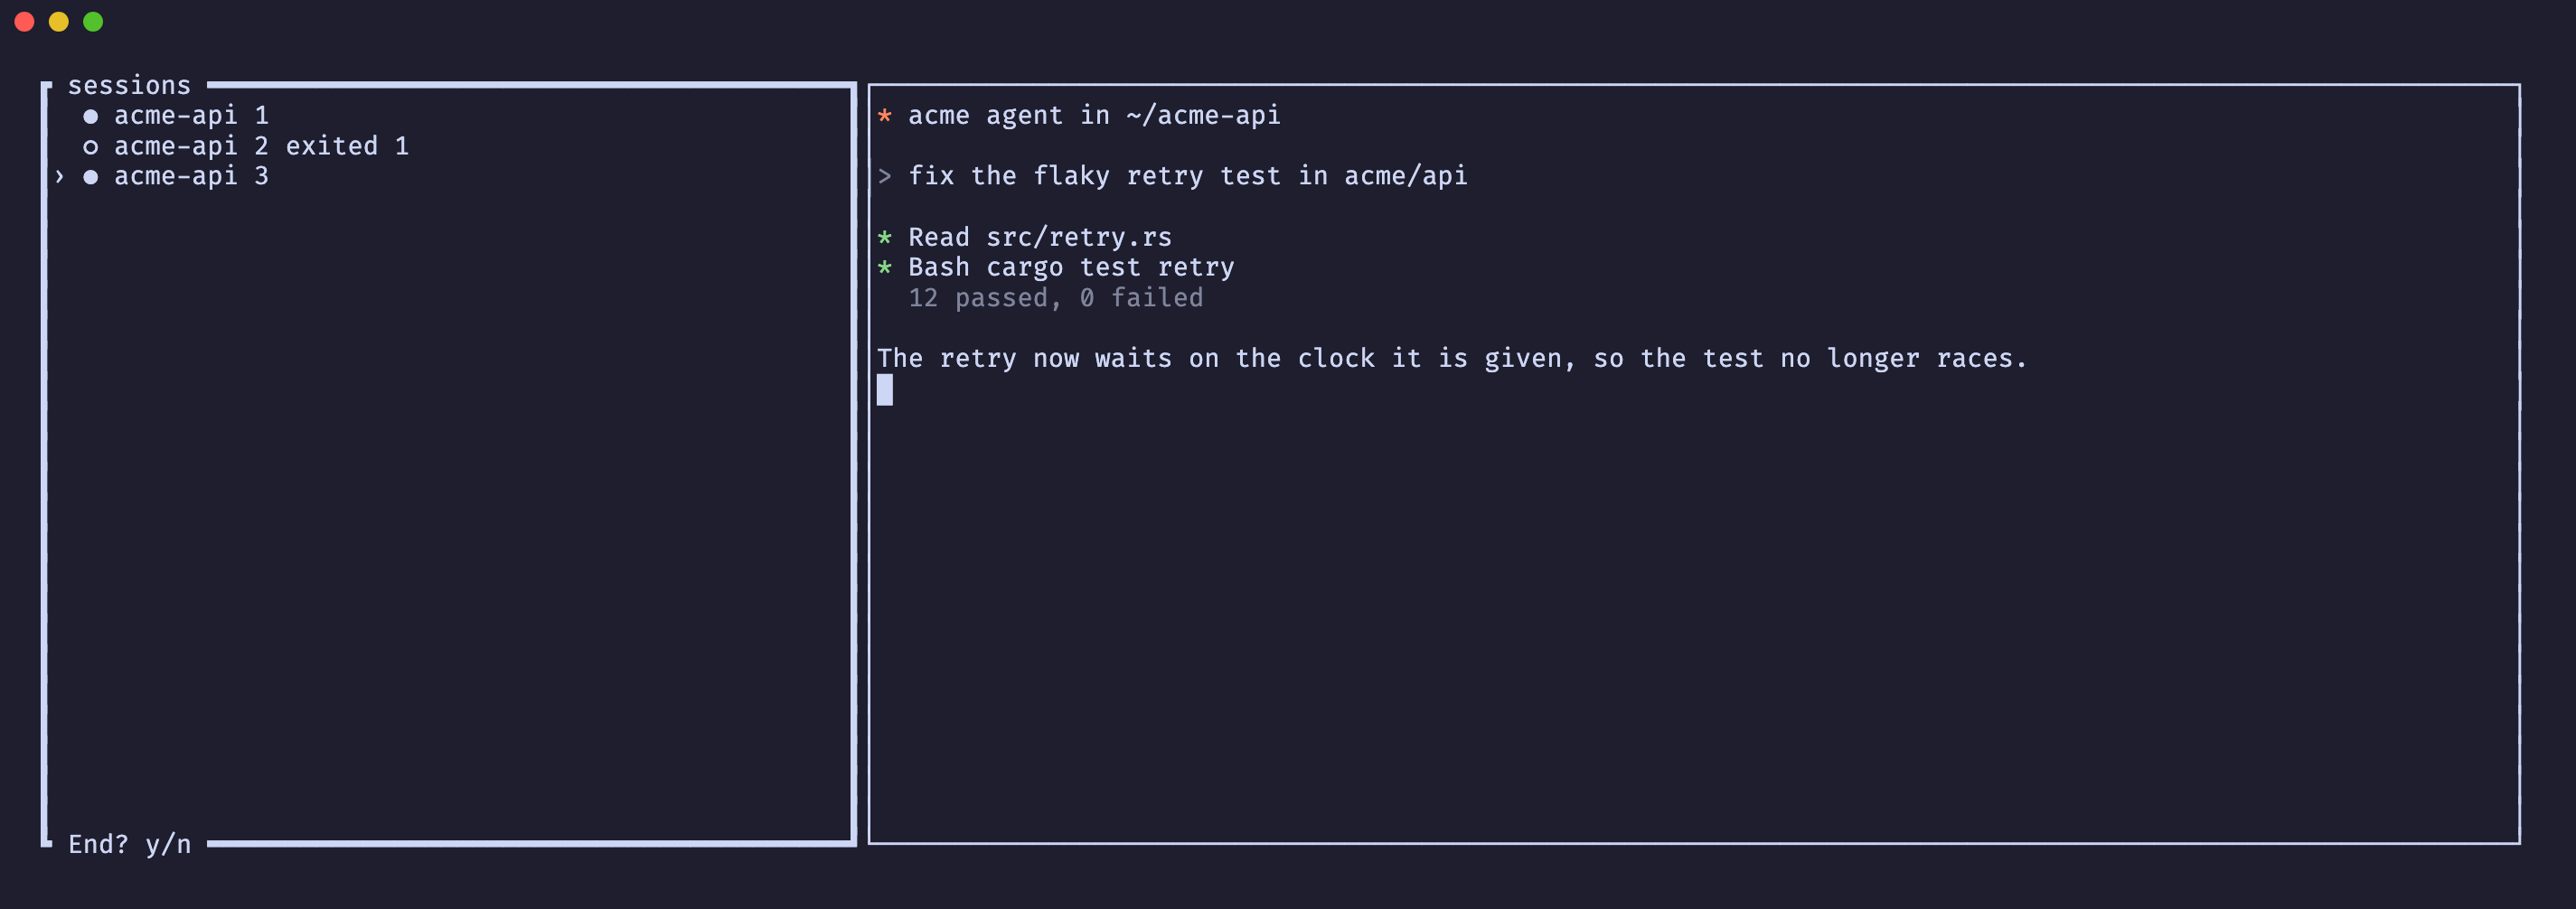 sessions
● acme-api 1
○ acme-api 2 exited 1
› ● acme-api 3
End? y/n
* acme agent in ~/acme-api
> fix the flaky retry test in acme/api
* Read src/retry.rs
* Bash cargo test retry
12 passed, 0 failed
The retry now waits on the clock it is given, so the test no longer races.